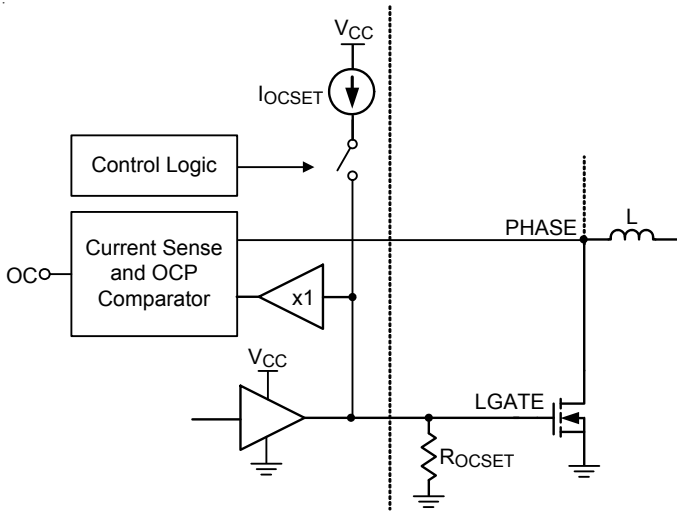 VCC
IOCSET
Control Logic
PHASE
L
Current Sense
and OCP
Comparator
OC
x1
VCC
LGATE
ROCSET